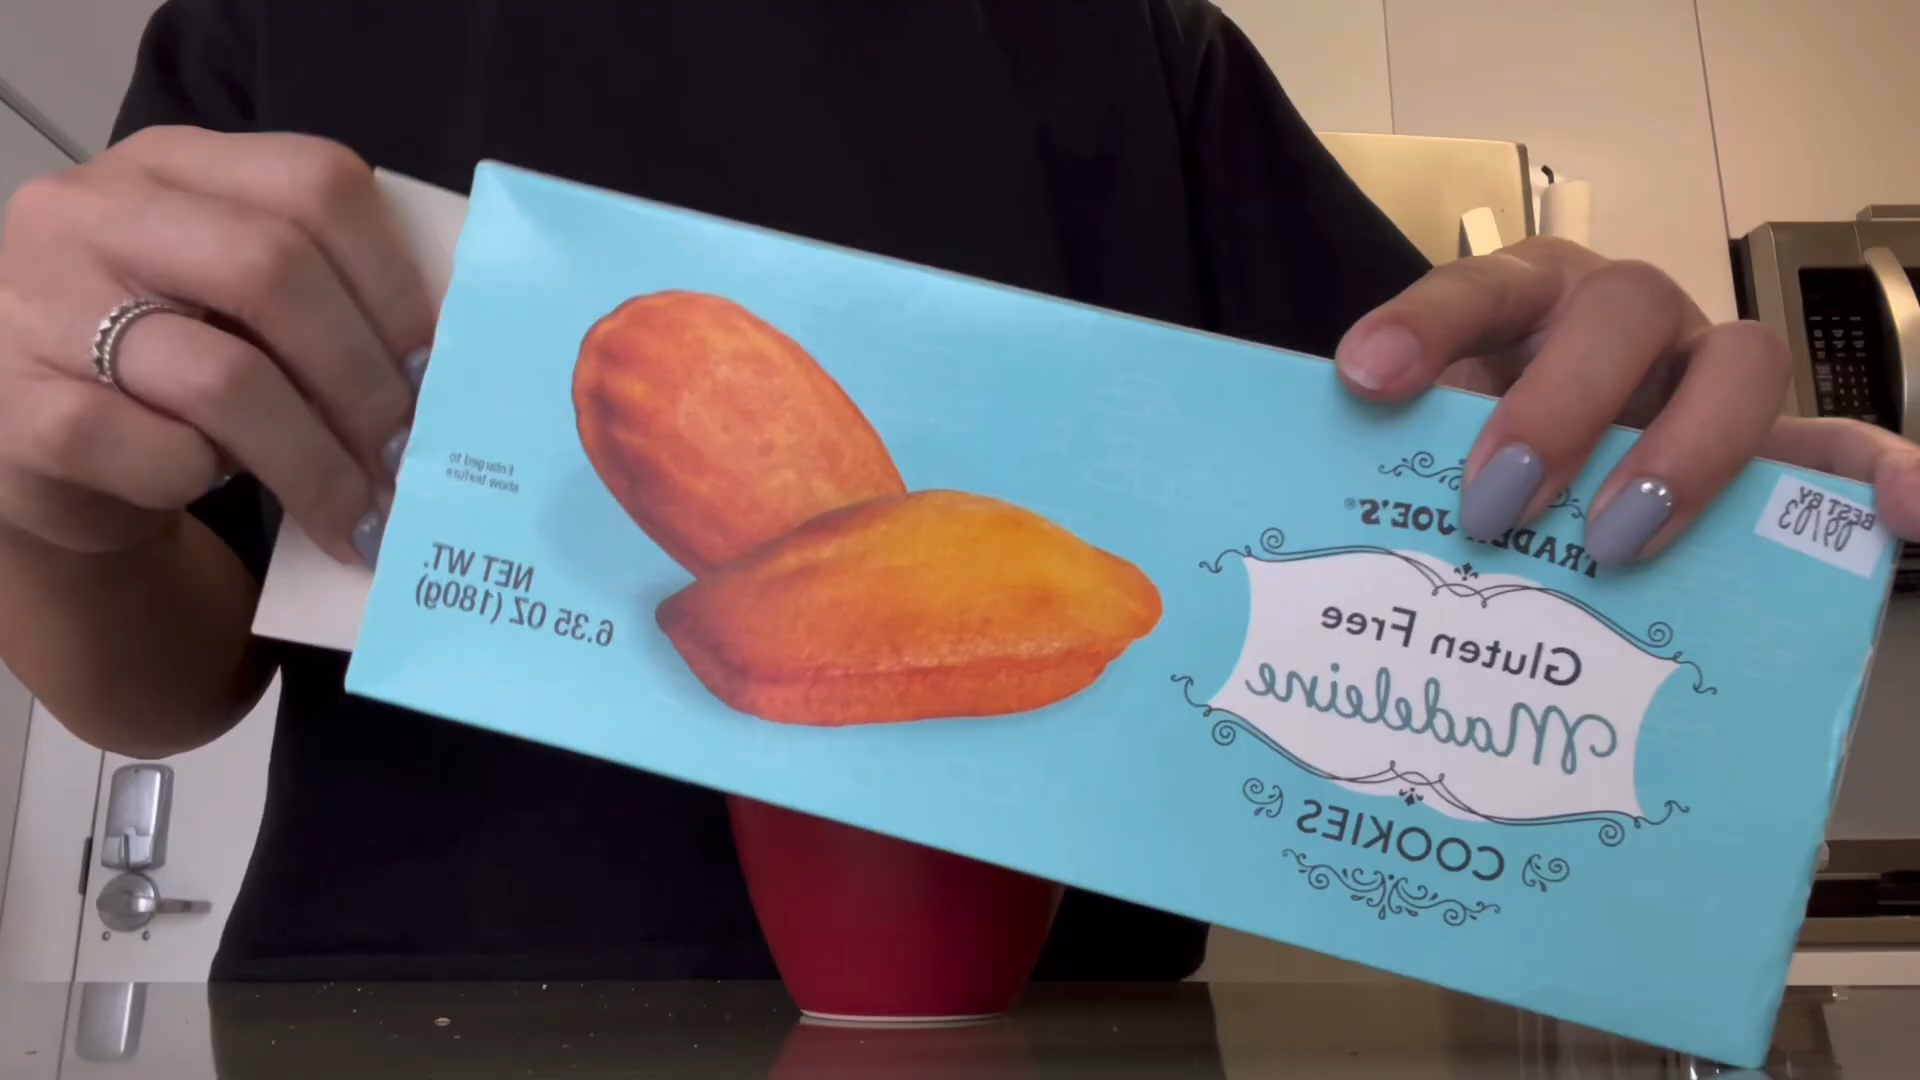 TRADER JOE'S®
Gluten Free
Madeleine
COOKIES
BEST BY
09/03
Enlarged to
show texture
NET WT.
6.35 OZ (180g)